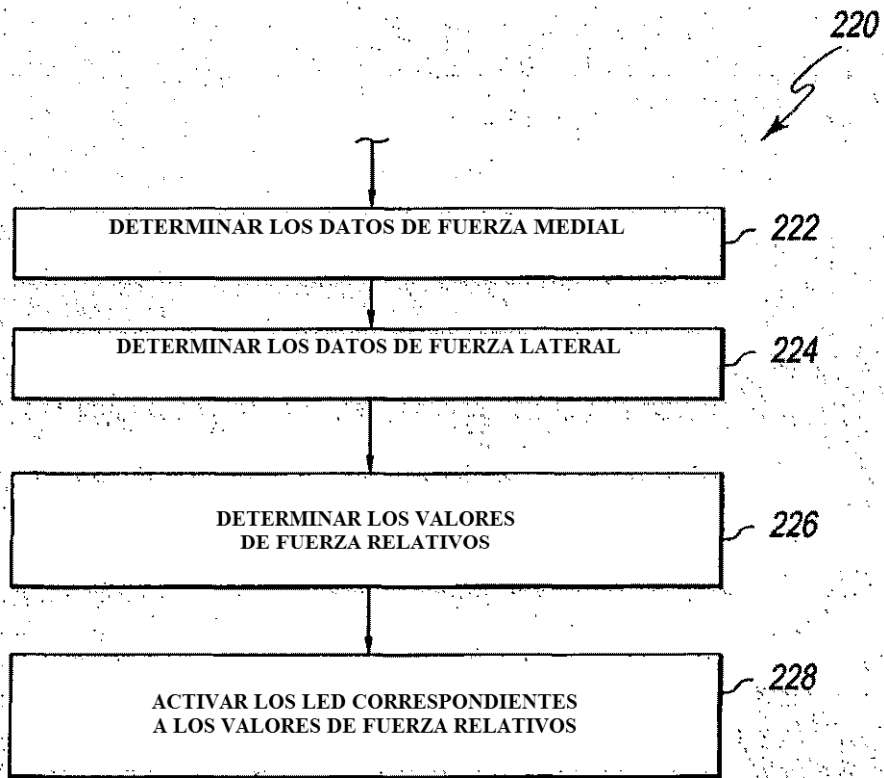 220
DETERMINAR LOS DATOS DE FUERZA MEDIAL
222
DETERMINAR LOS DATOS DE FUERZA LATERAL
224
DETERMINAR LOS VALORES
DE FUERZA RELATIVOS
226
ACTIVAR LOS LED CORRESPONDIENTES
A LOS VALORES DE FUERZA RELATIVOS
228